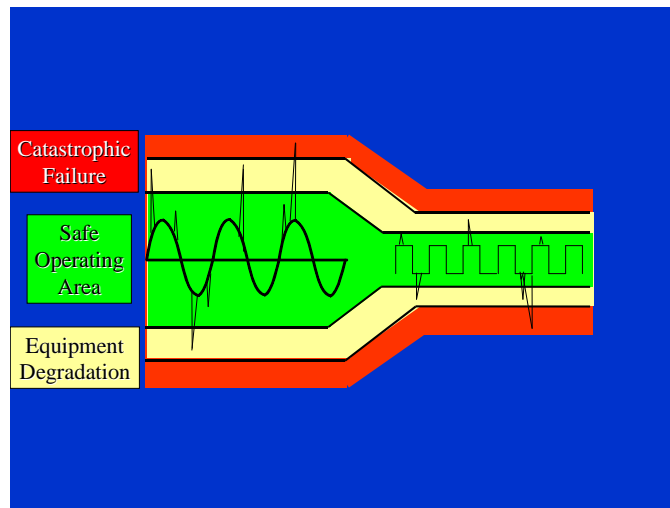 Catastrophic
Failure
Safe
Operating
Area
Equipment
Degradation